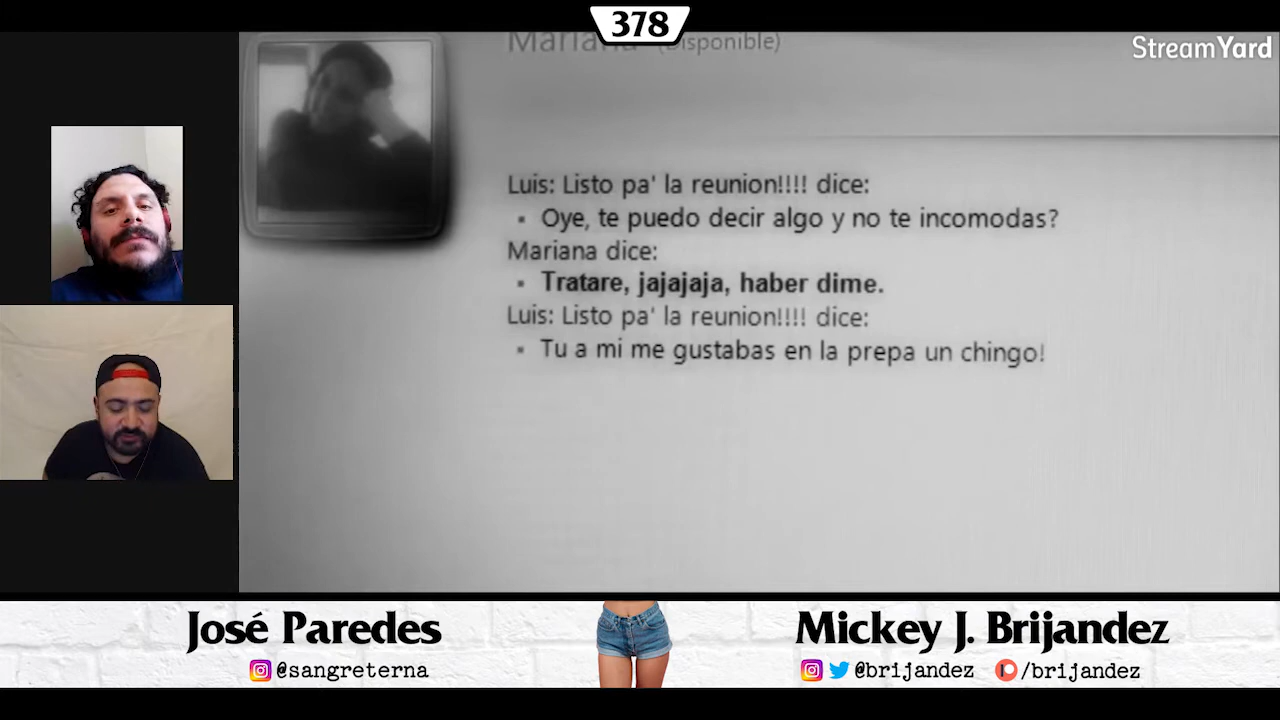 378
StreamYard
Mariana (Disponible)
Luis: Listo pa' la reunion!!!! dice:
▪ Oye, te puedo decir algo y no te incomodas?
Mariana dice:
▪ Tratare, jajajaja, haber dime.
Luis: Listo pa' la reunion!!!! dice:
▪ Tu a mi me gustabas en la prepa un chingo!
José Paredes
@sangreterna
Mickey J. Brijandez
@brijandez /brijandez